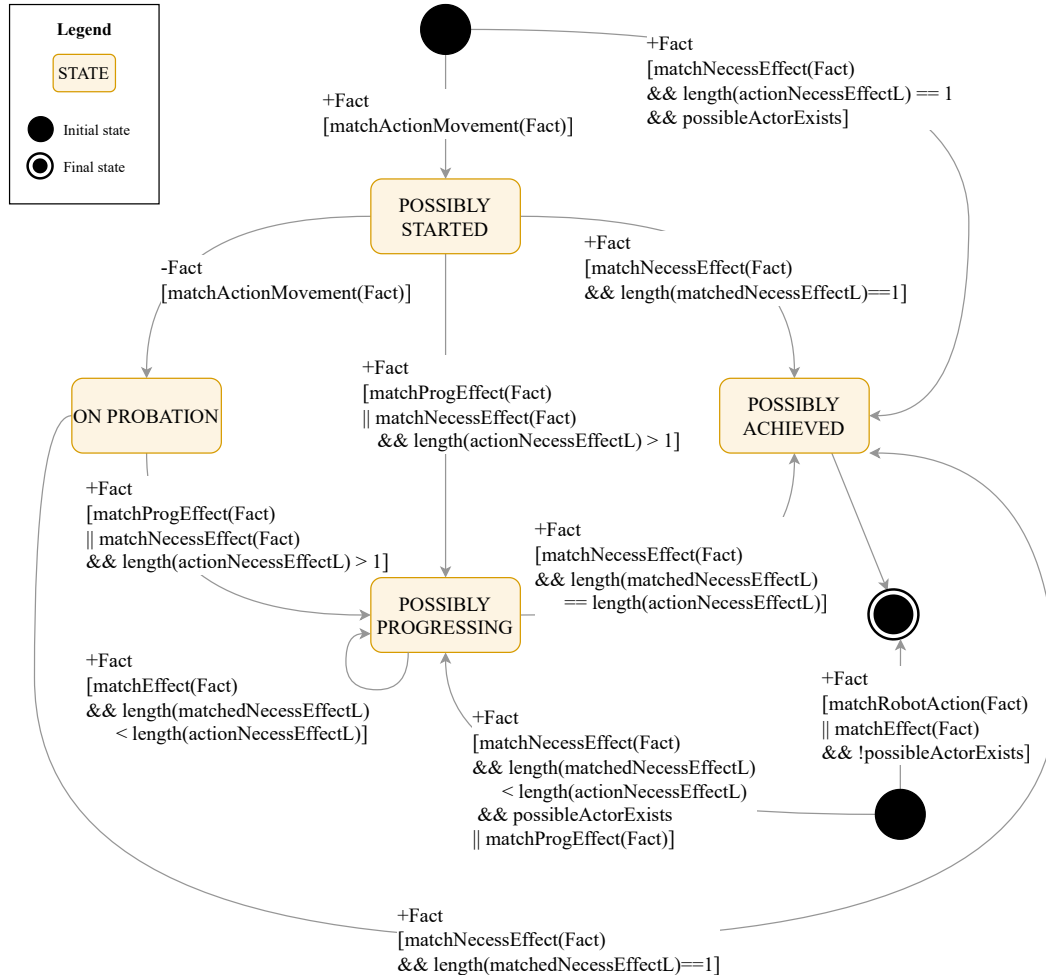 Legend
STATE
Initial state
Final state
+Fact
[matchNecessEffect(Fact)
&& length(actionNecessEffectL) == 1
&& possibleActorExists]
+Fact
[matchActionMovement(Fact)]
POSSIBLY
STARTED
-Fact
[matchActionMovement(Fact)]
+Fact
[matchNecessEffect(Fact)
&& length(matchedNecessEffectL)==1]
+Fact
[matchProgEffect(Fact)
|| matchNecessEffect(Fact)
&& length(actionNecessEffectL) > 1]
ON PROBATION
POSSIBLY
ACHIEVED
+Fact
[matchProgEffect(Fact)
|| matchNecessEffect(Fact)
&& length(actionNecessEffectL) > 1]
+Fact
[matchNecessEffect(Fact)
&& length(matchedNecessEffectL)
== length(actionNecessEffectL)]
POSSIBLY
PROGRESSING
+Fact
[matchEffect(Fact)
&& length(matchedNecessEffectL)
< length(actionNecessEffectL)]
+Fact
[matchNecessEffect(Fact)
&& length(matchedNecessEffectL)
< length(actionNecessEffectL)
&& possibleActorExists
|| matchProgEffect(Fact)]
+Fact
[matchRobotAction(Fact)
|| matchEffect(Fact)
&& !possibleActorExists]
+Fact
[matchNecessEffect(Fact)
&& length(matchedNecessEffectL)==1]